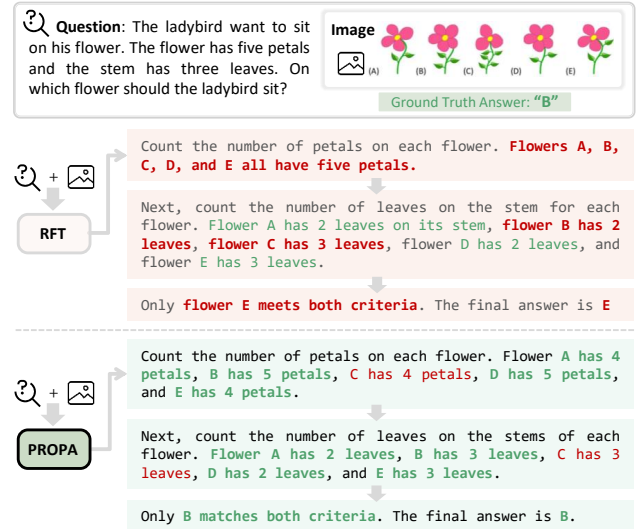 Question: The ladybird want to sit
on his flower. The flower has five petals
and the stem has three leaves. On
which flower should the ladybird sit?
Image
(A)
(B)
(C)
(D)
(E)
Ground Truth Answer: “B”
Count the number of petals on each flower. Flowers A, B,
C, D, and E all have five petals.
RFT
Next, count the number of leaves on the stem for each
flower. Flower A has 2 leaves on its stem, flower B has 2
leaves, flower C has 3 leaves, flower D has 2 leaves, and
flower E has 3 leaves.
Only flower E meets both criteria. The final answer is E
Count the number of petals on each flower. Flower A has 4
petals, B has 5 petals, C has 4 petals, D has 5 petals,
and E has 4 petals.
PROPA
Next, count the number of leaves on the stems of each
flower. Flower A has 2 leaves, B has 3 leaves, C has 3
leaves, D has 2 leaves, and E has 3 leaves.
Only B matches both criteria. The final answer is B.